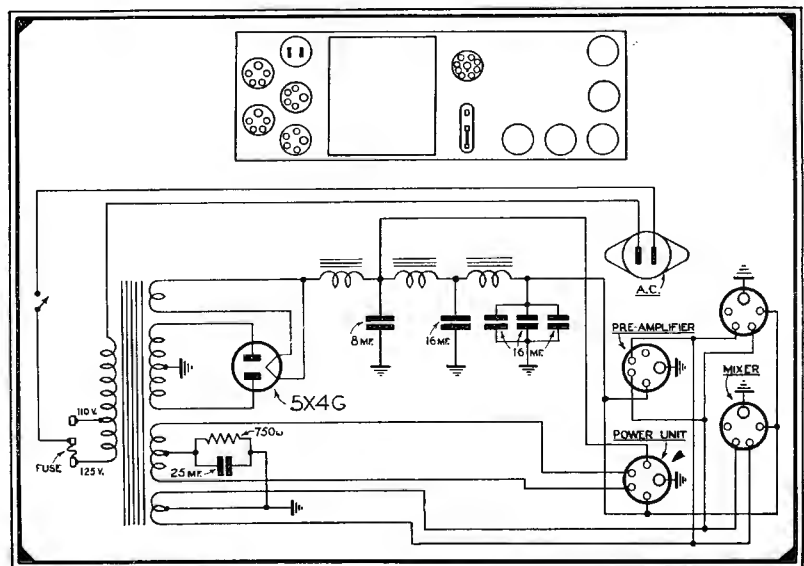 A.C.
PRE-AMPLIFIER
MIXER
8 MF.
16 MF.
16 MF.
5X4G
110 V.
FUSE
125 V.
750ω
25 MF.
POWER UNIT